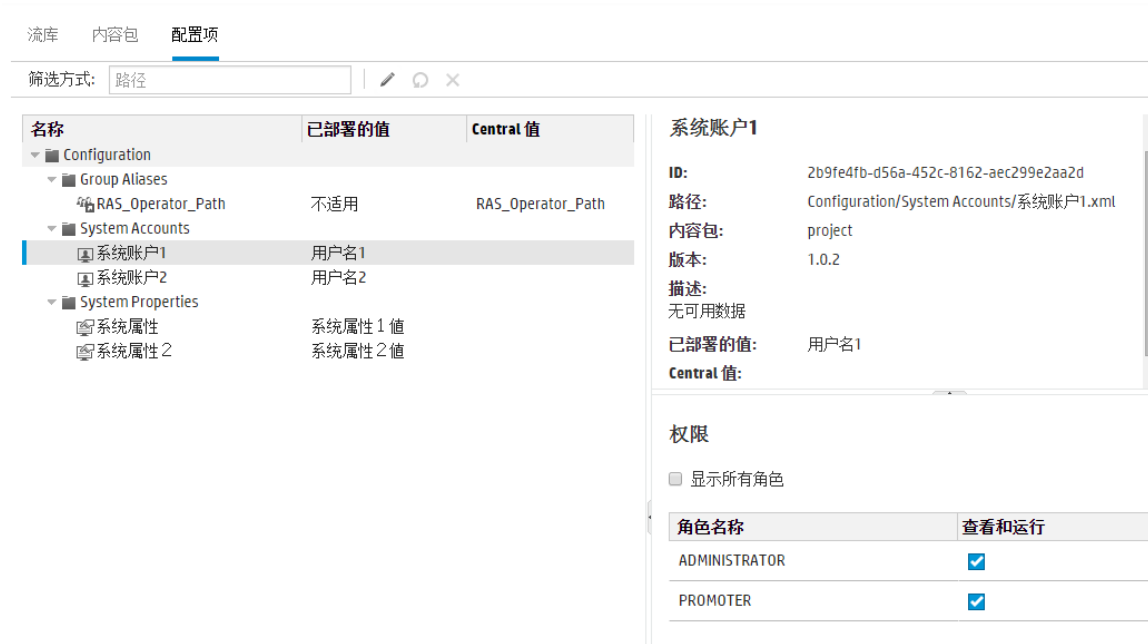 流库 内容包 配置项
筛选方式: 路径
名称 已部署的值 Central 值
Configuration
Group Aliases
RAS_Operator_Path 不适用 RAS_Operator_Path
System Accounts
系统账户1 用户名1
系统账户2 用户名2
System Properties
系统属性 系统属性１值
系统属性２ 系统属性２值
系统账户1
ID: 2b9fe4fb-d56a-452c-8162-aec299e2aa2d
路径: Configuration/System Accounts/系统账户1.xml
内容包: project
版本: 1.0.2
描述:
无可用数据
已部署的值: 用户名1
Central 值:
权限
显示所有角色
角色名称 查看和运行
ADMINISTRATOR
PROMOTER